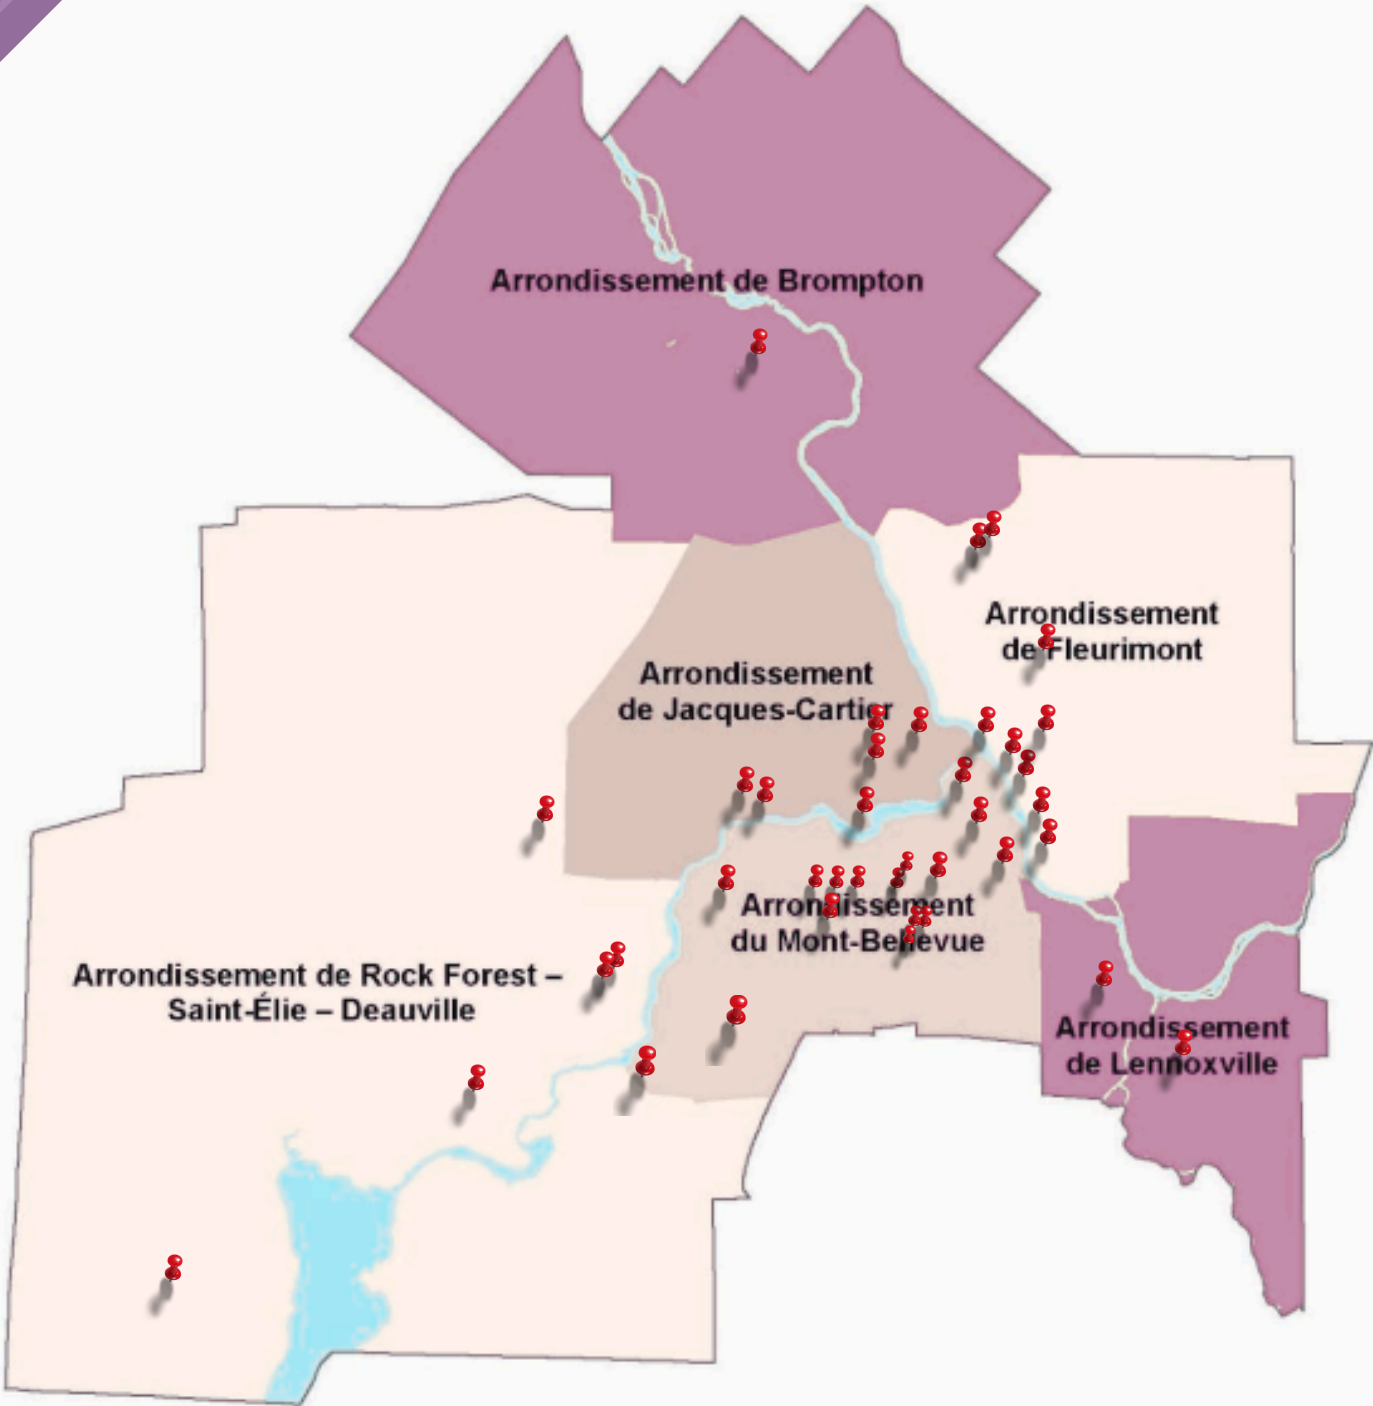 Arrondissement de Brompton
Arrondissement
de Fleurimont
Arrondissement
de Jacques-Cartier
Arrondissement
du Mont-Bellevue
Arrondissement de Rock Forest –
Saint-Élie – Deauville
Arrondissement
de Lennoxville